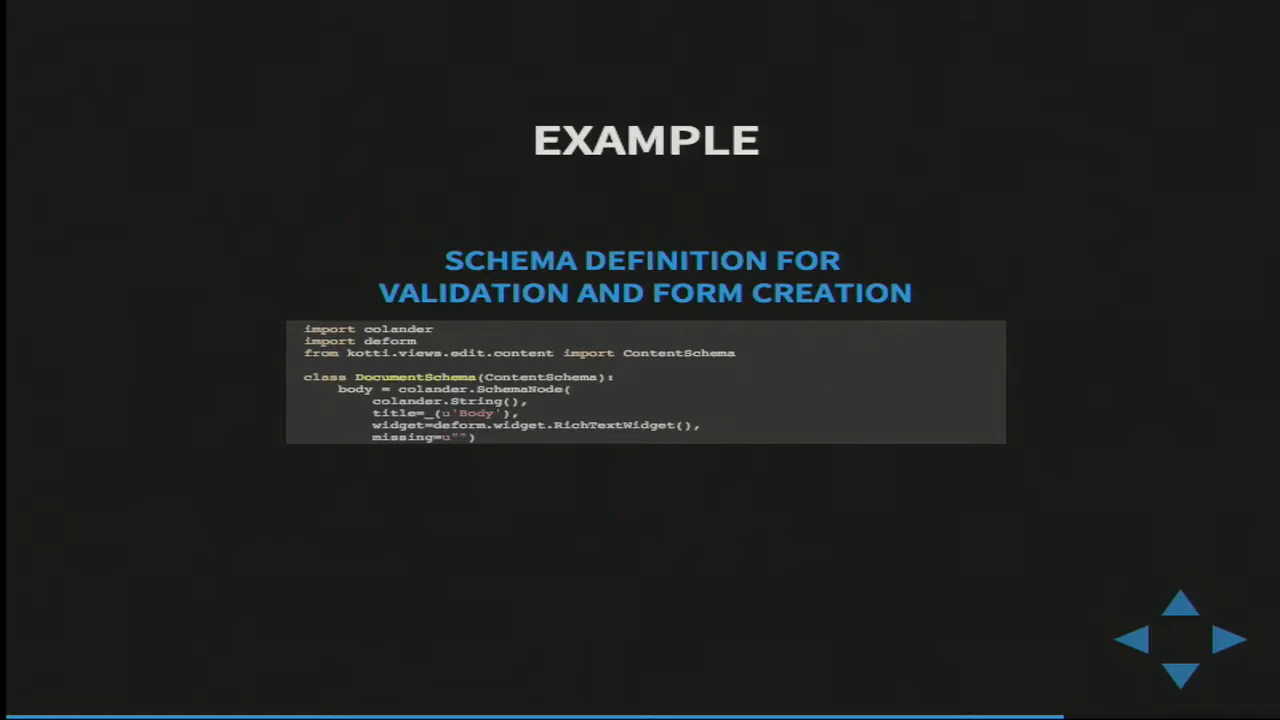 EXAMPLE
SCHEMA DEFINITION FOR
VALIDATION AND FORM CREATION
import colander
import deform
from kotti.views.edit.content import ContentSchema
class DocumentSchema(ContentSchema):
    body = colander.SchemaNode(
        colander.String(),
        title=_(u'Body'),
        widget=deform.widget.RichTextWidget(),
        missing=u"")